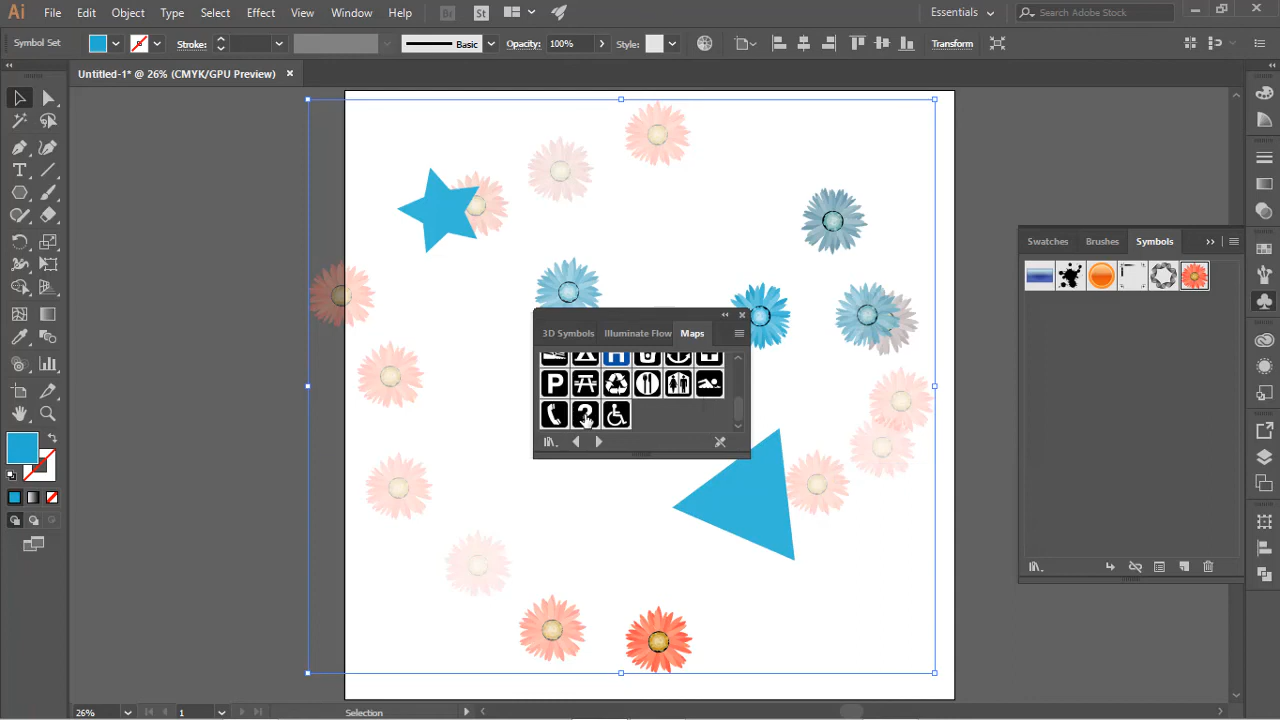 Ai File Edit Object Type Select Effect View Window Help Br St Essentials Search Adobe Stock
Symbol Set Stroke: Basic Opacity: 100% Style: Transform
Untitled-1* @ 26% (CMYK/GPU Preview)
Swatches Brushes Symbols
3D Symbols Illuminate Flow Maps
H
P
?
T
26% 1 Selection